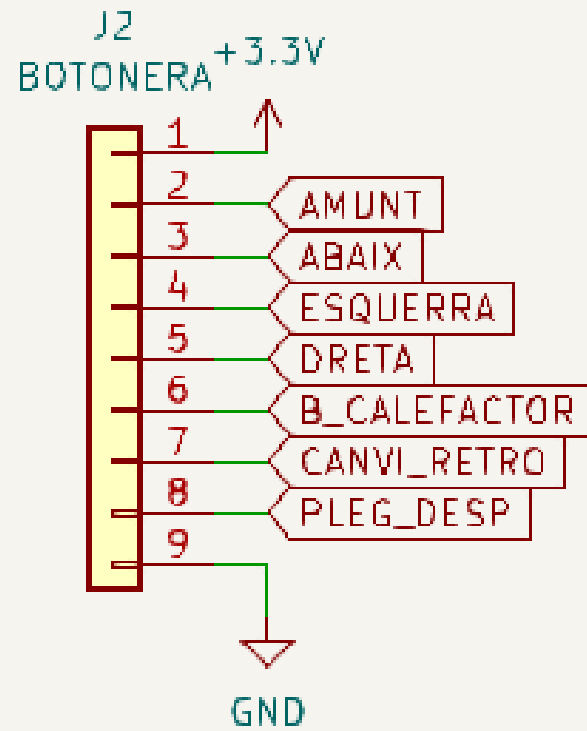 J2
BOTONERA
+3.3V
1
2 AMUNT
3 ABAIX
4 ESQUERRA
5 DRETA
6 B_CALEFACTOR
7 CANVI_RETRO
8 PLEG_DESP
9
GND